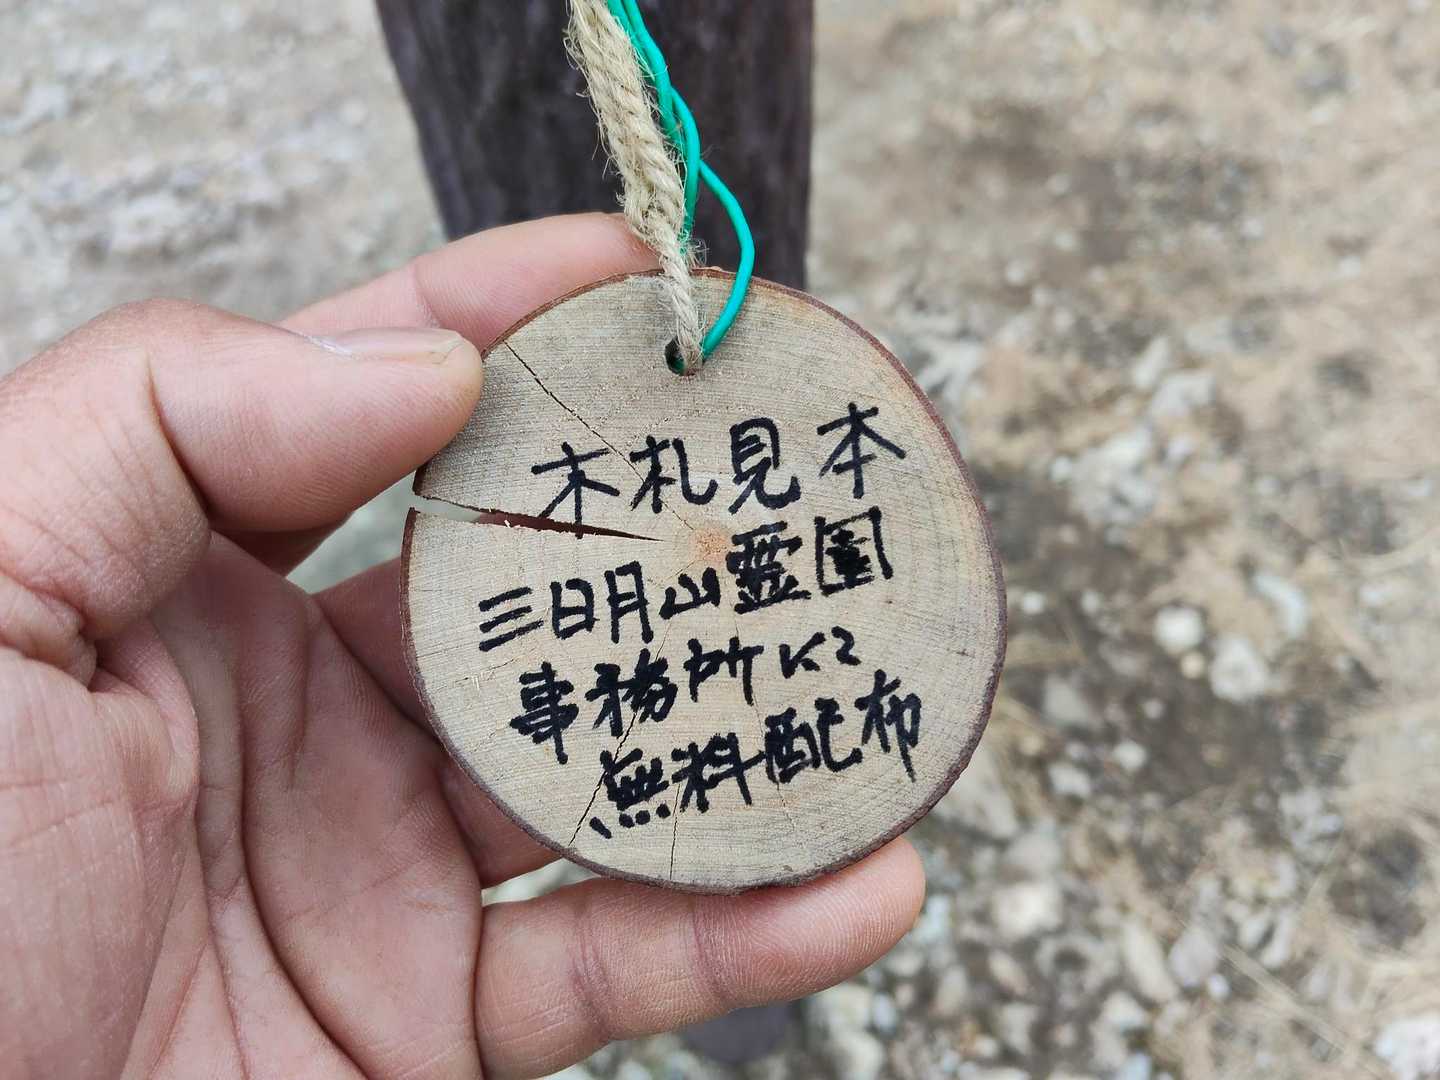 木札見本
三日月山霊園
事務所にて
無料配布